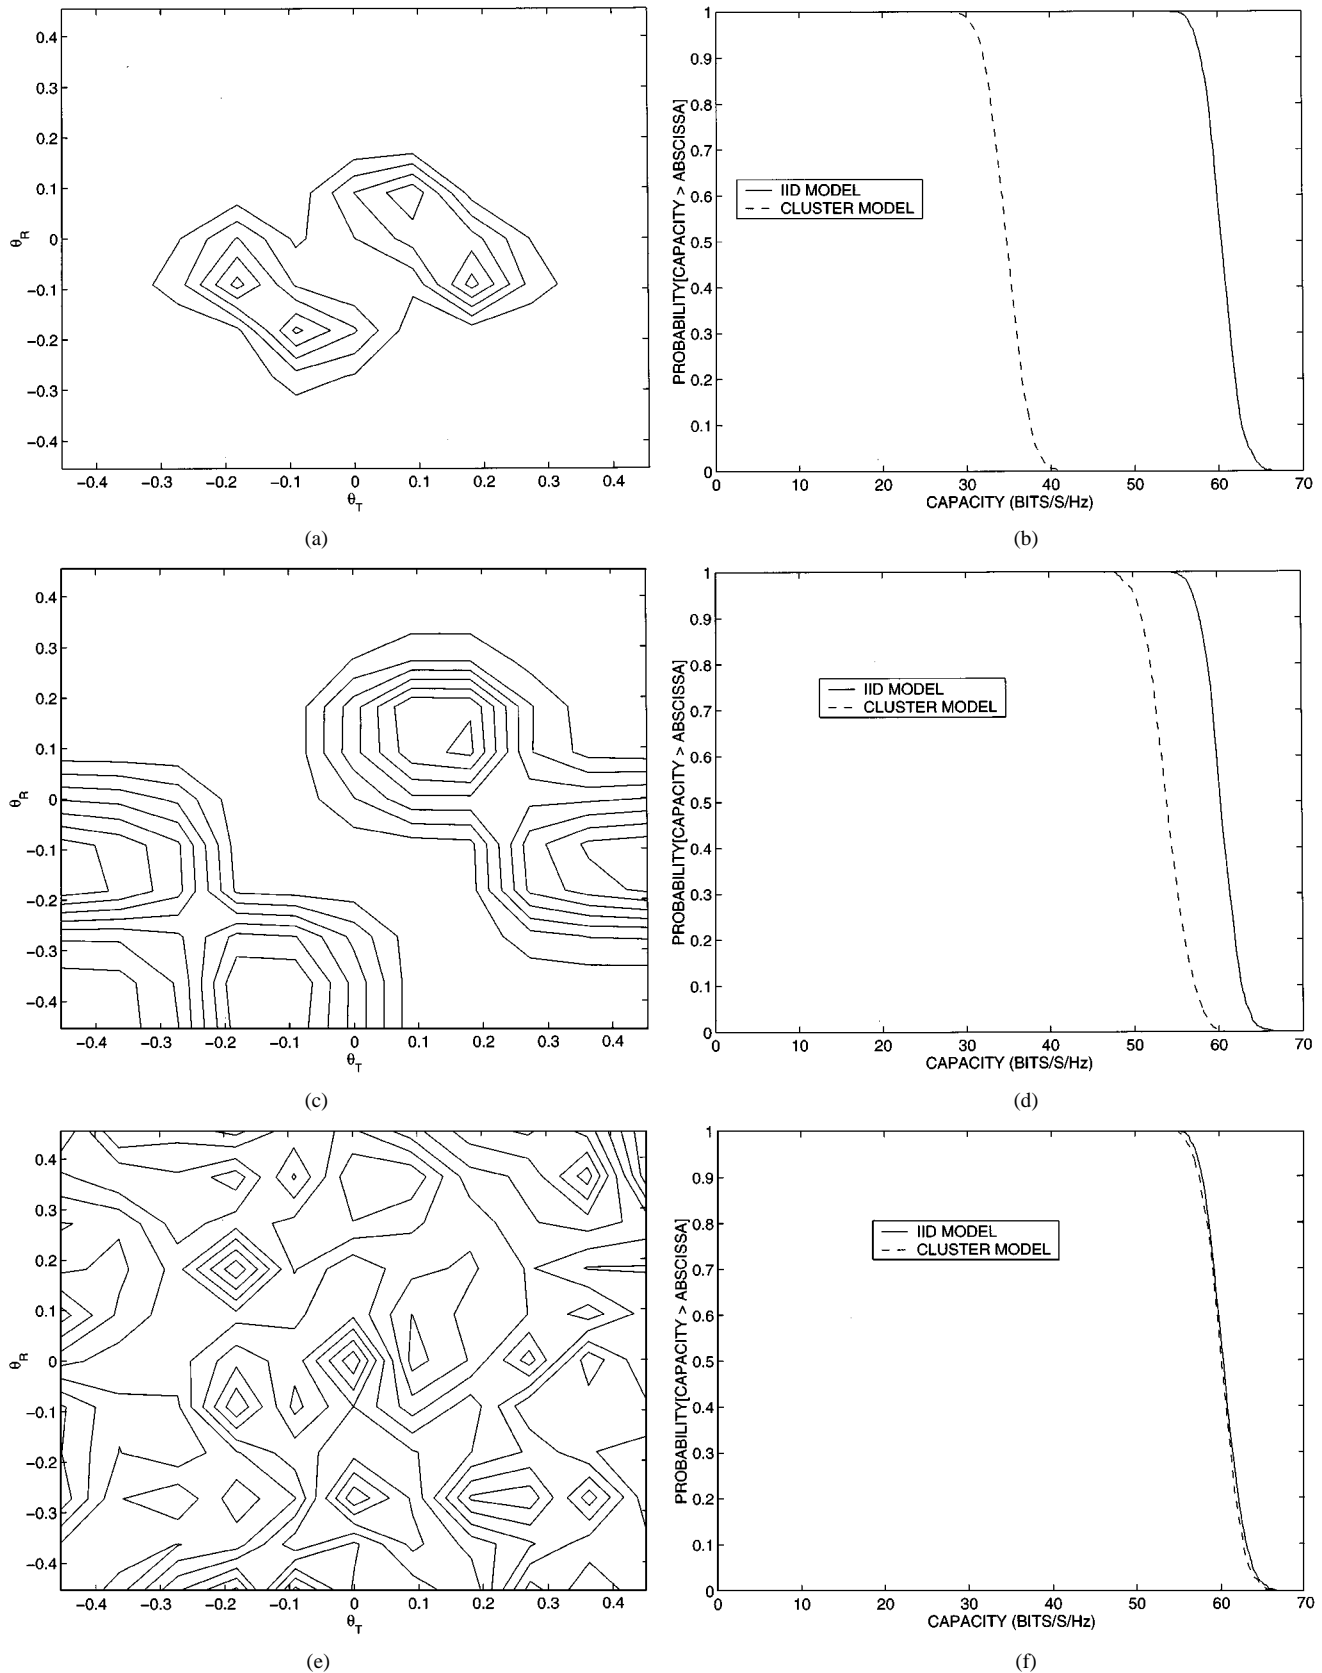 0.4
0.3
0.2
0.1
0
−0.1
−0.2
−0.3
−0.4
θR
−0.4 −0.3 −0.2 −0.1 0 0.1 0.2 0.3 0.4
θT
(a)
1
0.9
0.8
0.7
0.6
0.5
0.4
0.3
0.2
0.1
0
PROBABILITY[CAPACITY > ABSCISSA]
IID MODEL
CLUSTER MODEL
0 10 20 30 40 50 60 70
CAPACITY (BITS/S/Hz)
(b)
0.4
0.3
0.2
0.1
0
−0.1
−0.2
−0.3
−0.4
θR
−0.4 −0.3 −0.2 −0.1 0 0.1 0.2 0.3 0.4
θT
(c)
1
0.9
0.8
0.7
0.6
0.5
0.4
0.3
0.2
0.1
0
PROBABILITY[CAPACITY > ABSCISSA]
IID MODEL
CLUSTER MODEL
0 10 20 30 40 50 60 70
CAPACITY (BITS/S/Hz)
(d)
0.4
0.3
0.2
0.1
0
−0.1
−0.2
−0.3
−0.4
θR
−0.4 −0.3 −0.2 −0.1 0 0.1 0.2 0.3 0.4
θT
(e)
1
0.9
0.8
0.7
0.6
0.5
0.4
0.3
0.2
0.1
0
PROBABILITY[CAPACITY > ABSCISSA]
IID MODEL
CLUSTER MODEL
0 10 20 30 40 50 60 70
CAPACITY (BITS/S/Hz)
(f)